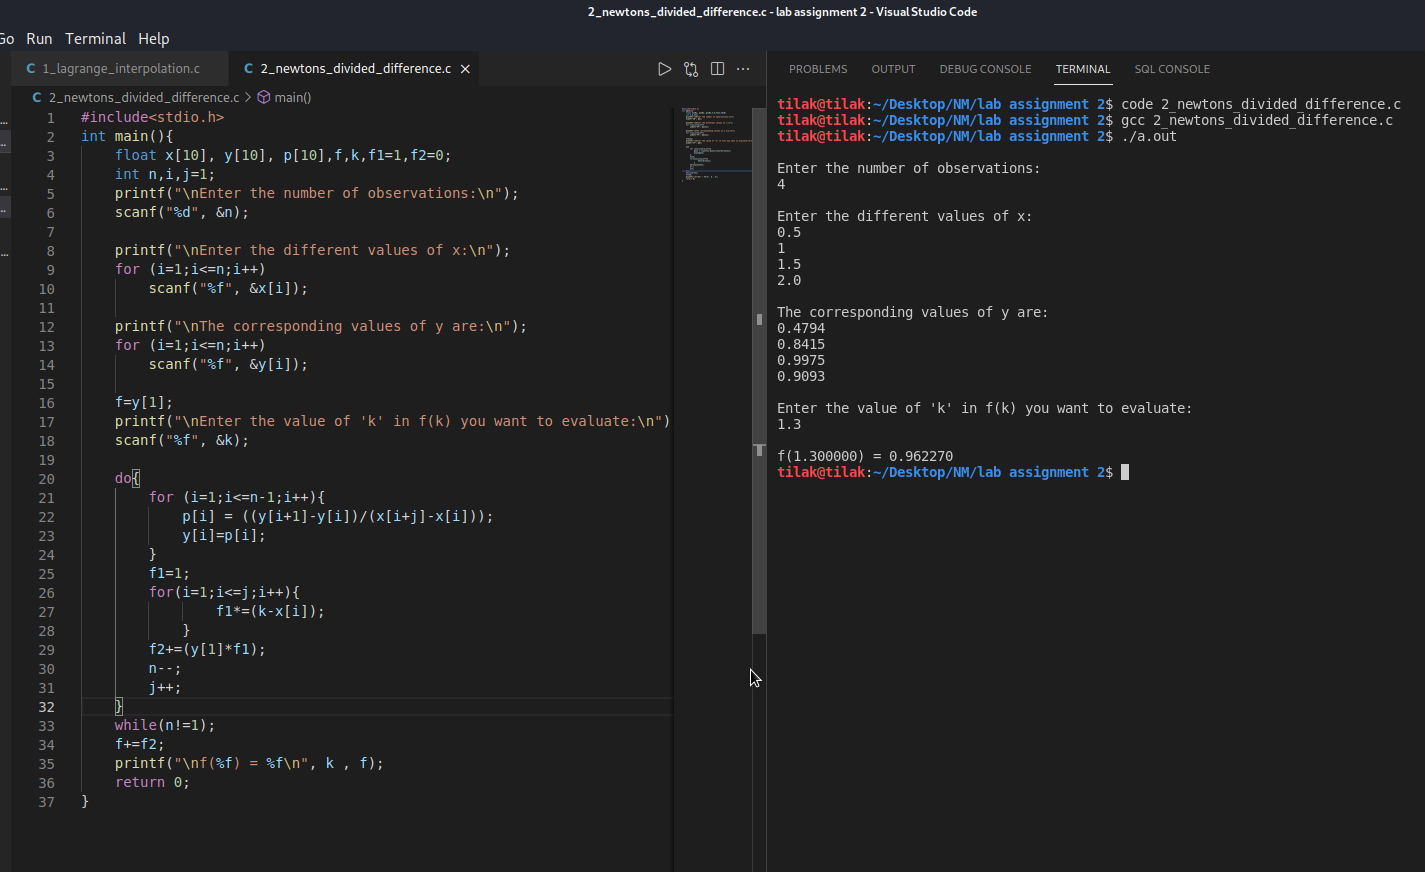 2_newtons_divided_difference.c - lab assignment 2 - Visual Studio Code
Go Run Terminal Help
C 1_lagrange_interpolation.c C 2_newtons_divided_difference.c ×
C 2_newtons_divided_difference.c > main()
1 #include<stdio.h>
2 int main(){
3 float x[10], y[10], p[10],f,k,f1=1,f2=0;
4 int n,i,j=1;
5 printf("\nEnter the number of observations:\n");
6 scanf("%d", &n);
7
8 printf("\nEnter the different values of x:\n");
9 for (i=1;i<=n;i++)
10 scanf("%f", &x[i]);
11
12 printf("\nThe corresponding values of y are:\n");
13 for (i=1;i<=n;i++)
14 scanf("%f", &y[i]);
15
16 f=y[1];
17 printf("\nEnter the value of 'k' in f(k) you want to evaluate:\n")
18 scanf("%f", &k);
19
20 do{
21 for (i=1;i<=n-1;i++){
22 p[i] = ((y[i+1]-y[i])/(x[i+j]-x[i]));
23 y[i]=p[i];
24 }
25 f1=1;
26 for(i=1;i<=j;i++){
27 f1*=(k-x[i]);
28 }
29 f2+=(y[1]*f1);
30 n--;
31 j++;
32 }
33 while(n!=1);
34 f+=f2;
35 printf("\nf(%f) = %f\n", k , f);
36 return 0;
37 }
PROBLEMS OUTPUT DEBUG CONSOLE TERMINAL SQL CONSOLE
tilak@tilak:~/Desktop/NM/lab assignment 2$ code 2_newtons_divided_difference.c
tilak@tilak:~/Desktop/NM/lab assignment 2$ gcc 2_newtons_divided_difference.c
tilak@tilak:~/Desktop/NM/lab assignment 2$ ./a.out
Enter the number of observations:
4
Enter the different values of x:
0.5
1
1.5
2.0
The corresponding values of y are:
0.4794
0.8415
0.9975
0.9093
Enter the value of 'k' in f(k) you want to evaluate:
1.3
f(1.300000) = 0.962270
tilak@tilak:~/Desktop/NM/lab assignment 2$